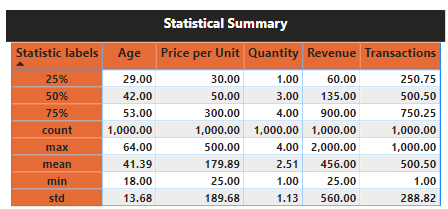 Statistical Summary
Statistic labels Age Price per Unit Quantity Revenue Transactions
25% 29.00 30.00 1.00 60.00 250.75
50% 42.00 50.00 3.00 135.00 500.50
75% 53.00 300.00 4.00 900.00 750.25
count 1,000.00 1,000.00 1,000.00 1,000.00 1,000.00
max 64.00 500.00 4.00 2,000.00 1,000.00
mean 41.39 179.89 2.51 456.00 500.50
min 18.00 25.00 1.00 25.00 1.00
std 13.68 189.68 1.13 560.00 288.82